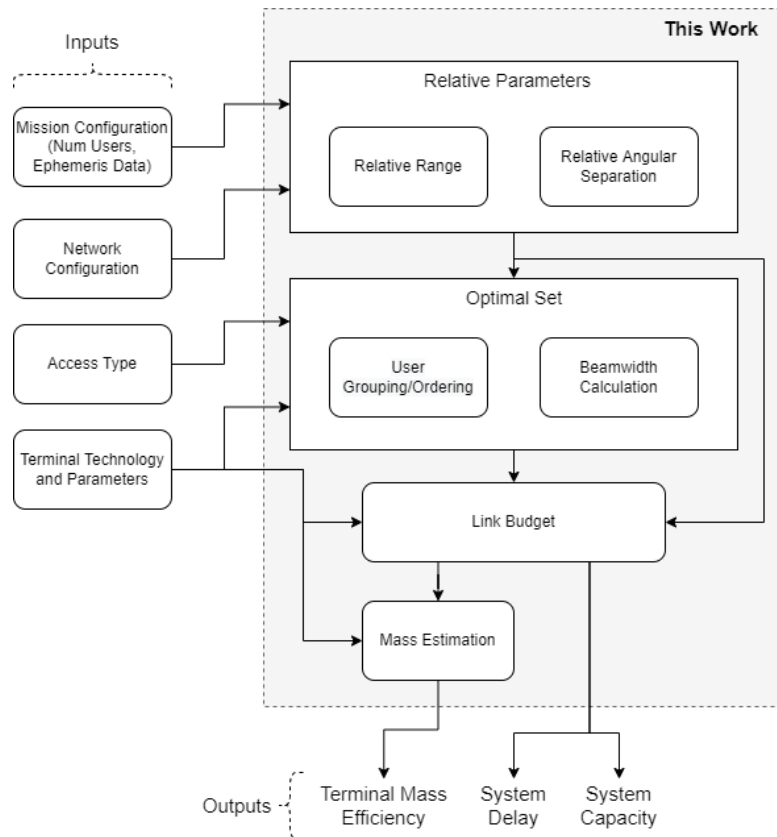 This Work
Inputs
Relative Parameters
Mission Configuration
(Num Users,
Ephemeris Data)
Relative Range
Relative Angular
Separation
Network
Configuration
Optimal Set
Access Type
User
Grouping/Ordering
Beamwidth
Calculation
Terminal Technology
and Parameters
Link Budget
Mass Estimation
Outputs
Terminal Mass
Efficiency
System
Delay
System
Capacity